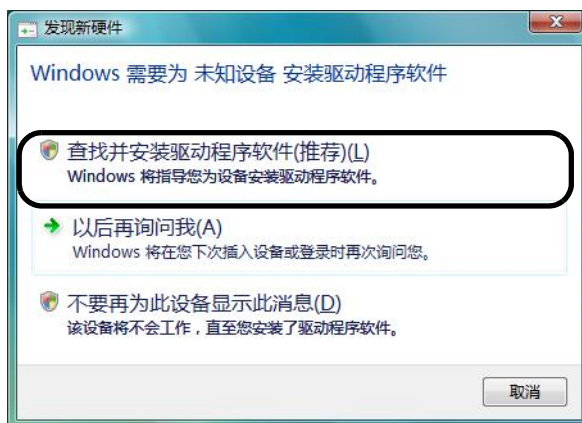 发现新硬件
Windows 需要为 未知设备 安装驱动程序软件
查找并安装驱动程序软件(推荐)(L)
Windows 将指导您为设备安装驱动程序软件。
以后再询问我(A)
Windows 将在您下次插入设备或登录时再次询问您。
不要再为此设备显示此消息(D)
该设备将不会工作，直至您安装了驱动程序软件。
取消